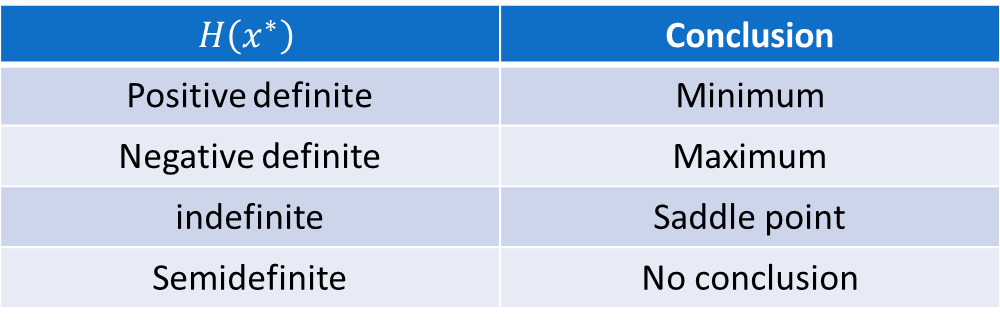 H(x*) Conclusion
Positive definite Minimum
Negative definite Maximum
indefinite Saddle point
Semidefinite No conclusion